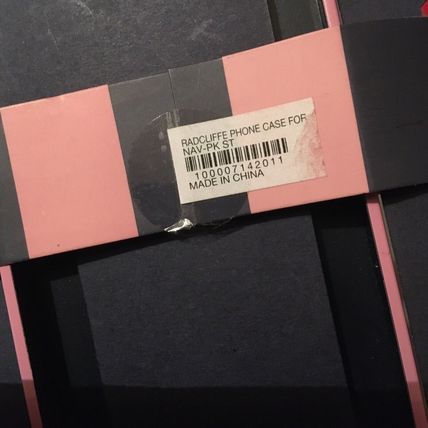 RADCLIFFE PHONE CASE FOR
NAV-PK ST
100007142011
MADE IN CHINA